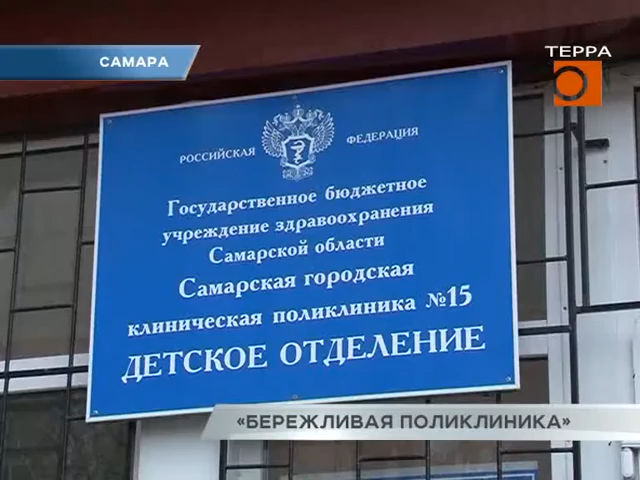 САМАРА
ТЕРРА
РОССИЙСКАЯ ФЕДЕРАЦИЯ
Государственное бюджетное
учреждение здравоохранения
Самарской области
Самарская городская
клиническая поликлиника №15
ДЕТСКОЕ ОТДЕЛЕНИЕ
«БЕРЕЖЛИВАЯ ПОЛИКЛИНИКА»